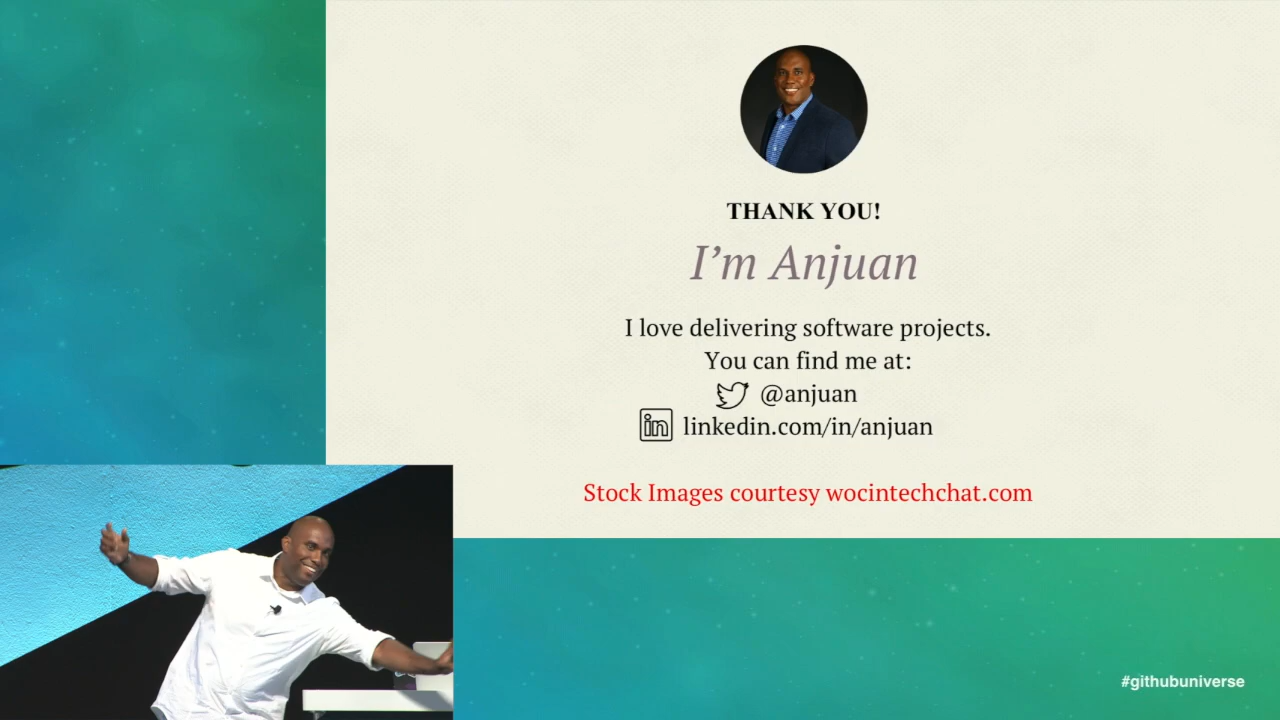 THANK YOU!
I’m Anjuan
I love delivering software projects.
You can find me at:
@anjuan
in linkedin.com/in/anjuan
Stock Images courtesy wocintechchat.com
#githubuniverse